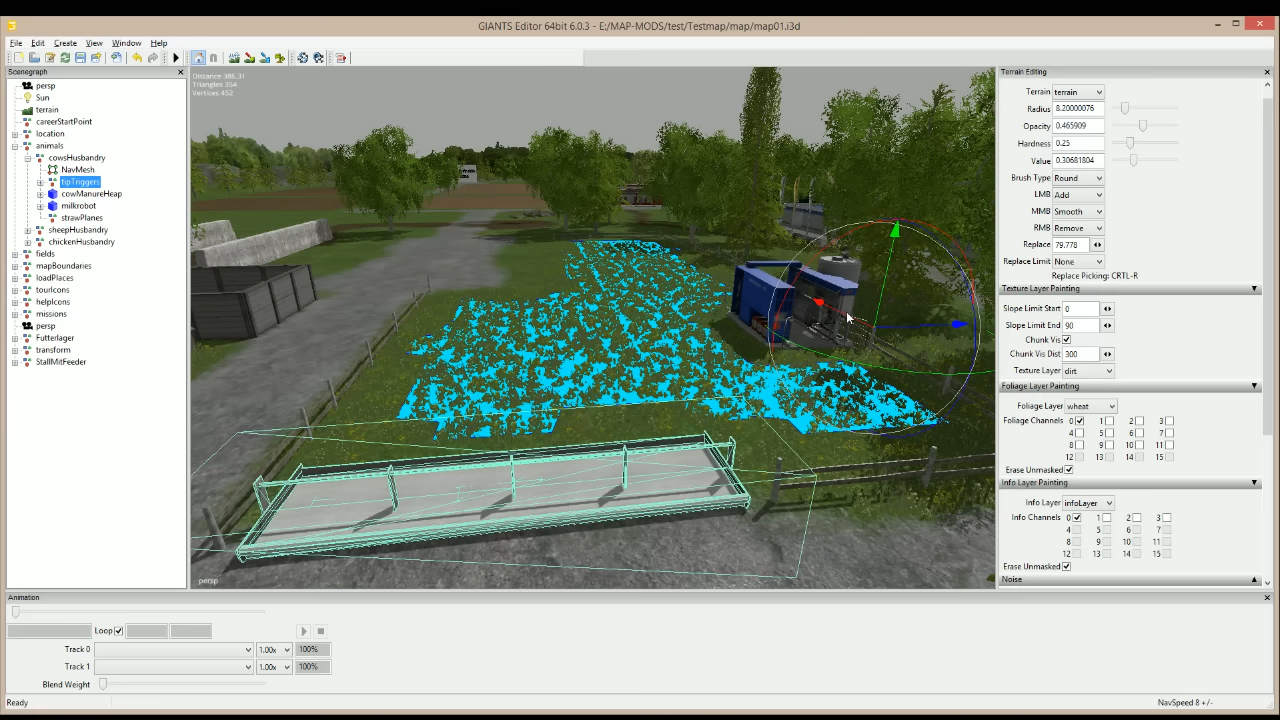 GIANTS Editor 64bit 6.0.3 - E:/MAP-MODS/test/Testmap/map/map01.i3d
File Edit Create View Window Help
Scenegraph
persp
Sun
terrain
careerStartPoint
location
animals
cowsHusbandry
NavMesh
tipTriggers
cowManureHeap
milkrobot
strawPlanes
sheepHusbandry
chickenHusbandry
fields
mapBoundaries
loadPlaces
tourIcons
helpIcons
missions
persp
Futterlager
transform
StallMitFeeder
Distance 386.31
Triangles 354
Vertices 452
persp
Terrain Editing
Terrain terrain
Radius 8.20000076
Opacity 0.465909
Hardness 0.25
Value 0.30681804
Brush Type Round
LMB Add
MMB Smooth
RMB Remove
Replace 79.778
Replace Limit None
Replace Picking: CRTL-R
Texture Layer Painting
Slope Limit Start 0
Slope Limit End 90
Chunk Vis
Chunk Vis Dist 300
Texture Layer dirt
Foliage Layer Painting
Foliage Layer wheat
Foliage Channels 0 1 2 3
4 5 6 7
8 9 10 11
12 13 14 15
Erase Unmasked
Info Layer Painting
Info Layer infoLayer
Info Channels 0 1 2 3
4 5 6 7
8 9 10 11
12 13 14 15
Erase Unmasked
Noise
Animation
Loop
Track 0 1.00x 100%
Track 1 1.00x 100%
Blend Weight
Ready NavSpeed 8 +/-